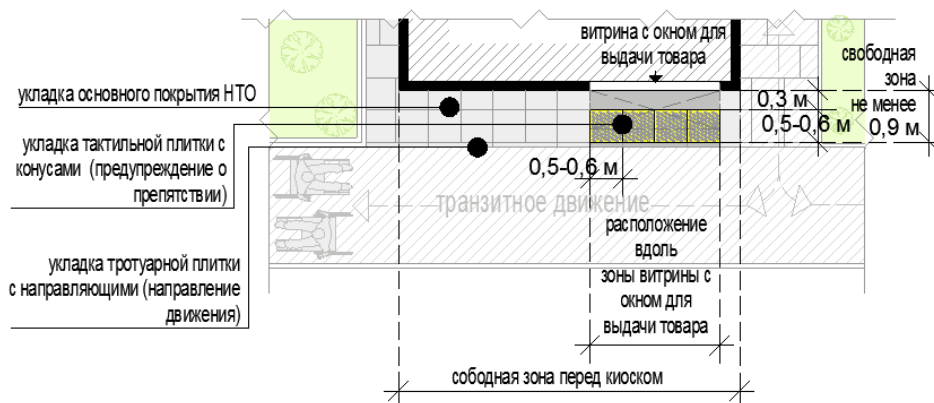 витрина с окном для
выдачи товара
свободная
зона
не менее
0,9 м
укладка основного покрытия НТО
0,3 м
0,5-0,6 м
укладка тактильной плитки с
конусами (предупреждение о
препятствии)
0,5-0,6 м
транзитное движение
расположение
вдоль
зоны витрины с
окном для
выдачи товара
укладка тротуарной плитки
с направляющими (направление
движения)
сободная зона перед киоском